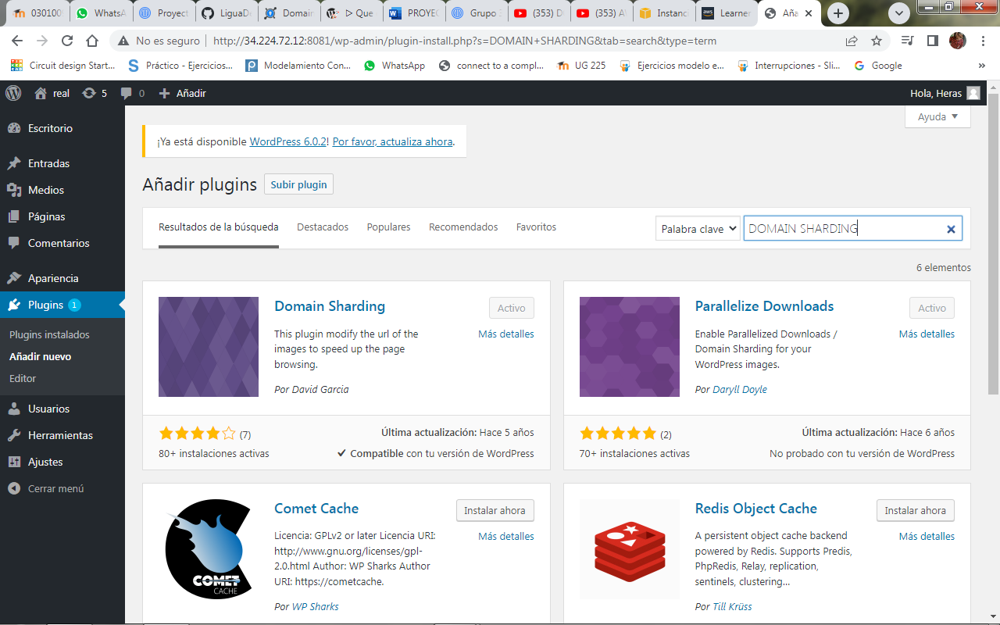 030100
WhatsA
Proyect
LiguaDe
Domain
▷ Que
PROYEC
Grupo
(353) D
(353) A
Instanc
Learner
Aña
No es seguro | http://34.224.72.12:8081/wp-admin/plugin-install.php?s=DOMAIN+SHARDING&tab=search&type=term
Circuit design Start...
Práctico - Ejercicios...
Modelamiento Con...
WhatsApp
connect to a compl...
UG 225
Ejercicios modelo e...
Interrupciones - Sli...
Google
»
real
5
0
Añadir
Hola, Heras
Escritorio
Entradas
Medios
Páginas
Comentarios
Apariencia
Plugins 1
Plugins instalados
Añadir nuevo
Editor
Usuarios
Herramientas
Ajustes
Cerrar menú
Ayuda
¡Ya está disponible WordPress 6.0.2! Por favor, actualiza ahora.
Añadir plugins
Subir plugin
Resultados de la búsqueda
Destacados
Populares
Recomendados
Favoritos
Palabra clave
DOMAIN SHARDING
6 elementos
Domain Sharding
Activo
Más detalles
This plugin modify the url of the
images to speed up the page
browsing.
Por David Garcia
(7)
Última actualización: Hace 5 años
80+ instalaciones activas
Compatible con tu versión de WordPress
Parallelize Downloads
Activo
Más detalles
Enable Parallelized Downloads /
Domain Sharding for your
WordPress images.
Por Daryll Doyle
(2)
Última actualización: Hace 6 años
70+ instalaciones activas
No probado con tu versión de WordPress
COMET
CACHE
Comet Cache
Instalar ahora
Más detalles
Licencia: GPLv2 or later Licencia URI:
http://www.gnu.org/licenses/gpl-
2.0.html Author: WP Sharks Author
URI: https://cometcache.
Por WP Sharks
Redis Object Cache
Instalar ahora
Más detalles
A persistent object cache backend
powered by Redis. Supports Predis,
PhpRedis, Relay, replication,
sentinels, clustering...
Por Till Krüss